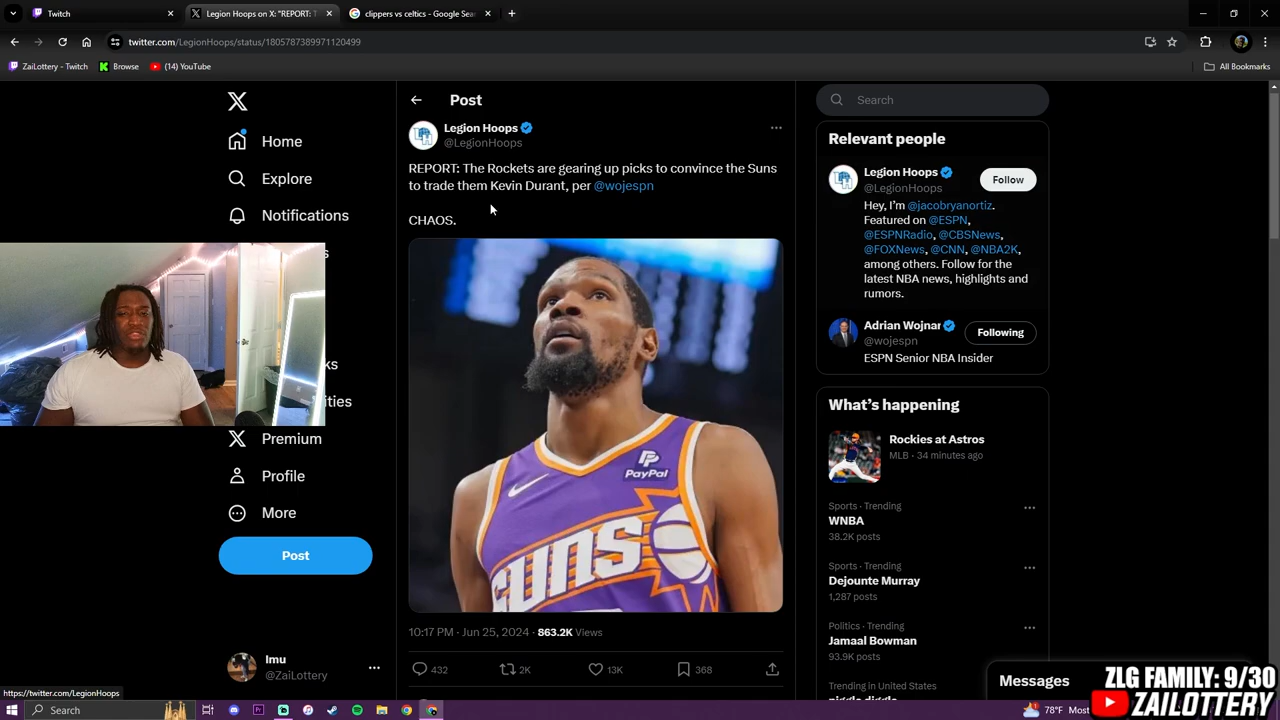 Twitch
Legion Hoops on X: "REPORT: T
clippers vs celtics - Google Sea
twitter.com/LegionHoops/status/1805787389971120499
ZaiLottery - Twitch
Browse
(14) YouTube
All Bookmarks
Home
Explore
Notifications
Premium
Profile
More
Post
Imu
@ZaiLottery
Post
Legion Hoops
@LegionHoops
REPORT: The Rockets are gearing up picks to convince the Suns
to trade them Kevin Durant, per @wojespn
CHAOS.
PayPal
SUNS
10:17 PM · Jun 25, 2024 · 863.2K Views
432
2K
13K
368
Search
Relevant people
Legion Hoops
@LegionHoops
Follow
Hey, I'm @jacobryanortiz.
Featured on @ESPN,
@ESPNRadio, @CBSNews,
@FOXNews, @CNN, @NBA2K,
among others. Follow for the
latest NBA news, highlights and
rumors.
Adrian Wojnar
@wojespn
Following
ESPN Senior NBA Insider
What's happening
Rockies at Astros
MLB · 34 minutes ago
Sports · Trending
WNBA
38.2K posts
Sports · Trending
Dejounte Murray
1,287 posts
Politics · Trending
Jamaal Bowman
93.9K posts
Trending in United States
Messages
ZLG FAMILY: 9/30
ZAILOTTERY
https://twitter.com/LegionHoops
Search
78°F Most